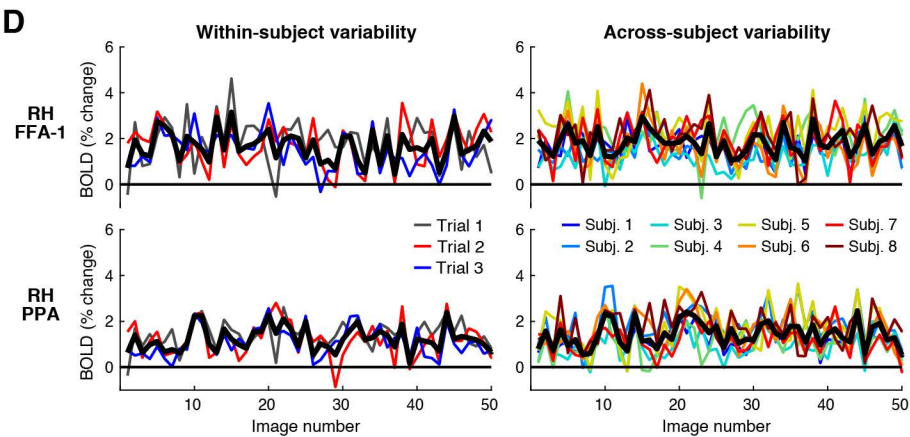 D
Within-subject variability
Across-subject variability
RH
FFA-1
BOLD (% change)
6
4
2
0
6
4
2
0
RH
PPA
BOLD (% change)
6
4
2
0
Trial 1
Trial 2
Trial 3
6
4
2
0
Subj. 1 Subj. 3 Subj. 5 Subj. 7
Subj. 2 Subj. 4 Subj. 6 Subj. 8
10 20 30 40 50
10 20 30 40 50
Image number
Image number